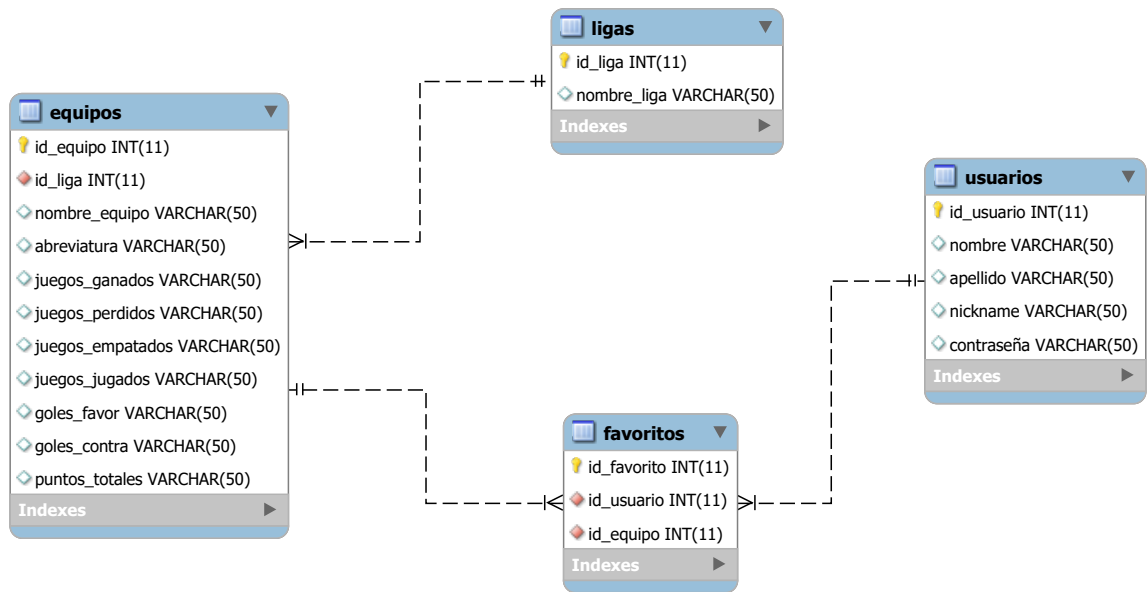 ligas
id_liga INT(11)
nombre_liga VARCHAR(50)
Indexes
equipos
id_equipo INT(11)
id_liga INT(11)
nombre_equipo VARCHAR(50)
abreviatura VARCHAR(50)
juegos_ganados VARCHAR(50)
juegos_perdidos VARCHAR(50)
juegos_empatados VARCHAR(50)
juegos_jugados VARCHAR(50)
goles_favor VARCHAR(50)
goles_contra VARCHAR(50)
puntos_totales VARCHAR(50)
Indexes
usuarios
id_usuario INT(11)
nombre VARCHAR(50)
apellido VARCHAR(50)
nickname VARCHAR(50)
contraseña VARCHAR(50)
Indexes
favoritos
id_favorito INT(11)
id_usuario INT(11)
id_equipo INT(11)
Indexes